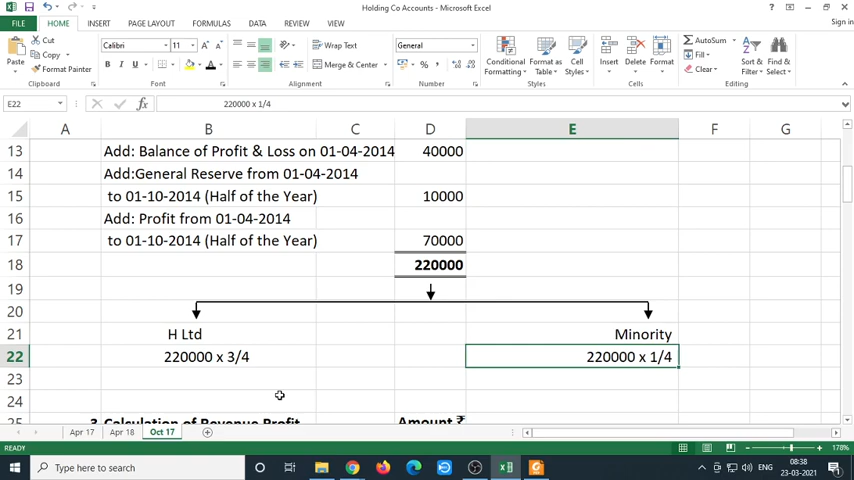 Holding Co Accounts - Microsoft Excel
FILE HOME INSERT PAGE LAYOUT FORMULAS DATA REVIEW VIEW Sign in
Paste
Cut
Copy
Format Painter
Clipboard
Calibri 11
B I U
Font
Wrap Text
Merge & Center
Alignment
General
Number
Conditional Formatting
Format as Table
Cell Styles
Styles
Insert Delete Format
Cells
AutoSum
Fill
Clear
Sort & Filter
Find & Select
Editing
E22 fx 220000 x 1/4
A B C D E F G
13 Add: Balance of Profit & Loss on 01-04-2014 40000
14 Add:General Reserve from 01-04-2014
15 to 01-10-2014 (Half of the Year) 10000
16 Add: Profit from 01-04-2014
17 to 01-10-2014 (Half of the Year) 70000
18 220000
19
20
21 H Ltd Minority
22 220000 x 3/4 220000 x 1/4
23
24
25 3 Calculation of Revenue Profit Amount ₹
Apr 17 Apr 18 Oct 17
READY 178%
Type here to search
ENG
08:38
23-03-2021